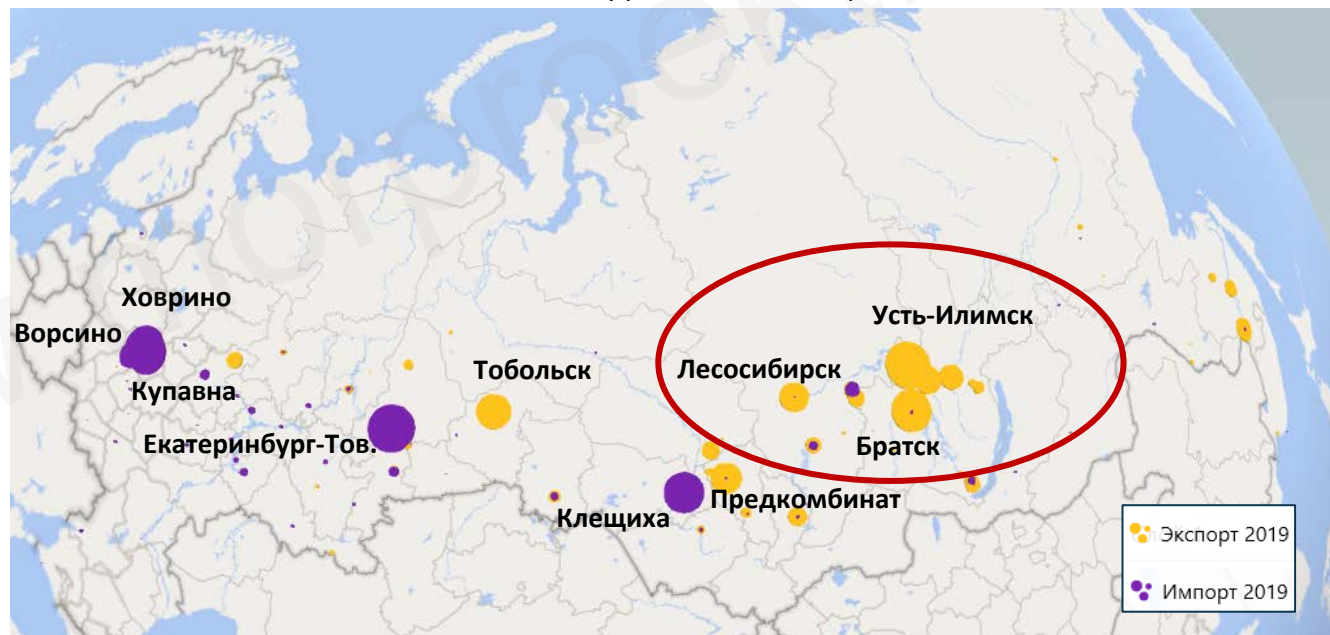 Ховрино
Ворсино
Купавна
Екатеринбург-Тов.
Тобольск
Клещиха
Предкомбинат
Лесосибирск
Усть-Илимск
Братск
Экспорт 2019
Импорт 2019